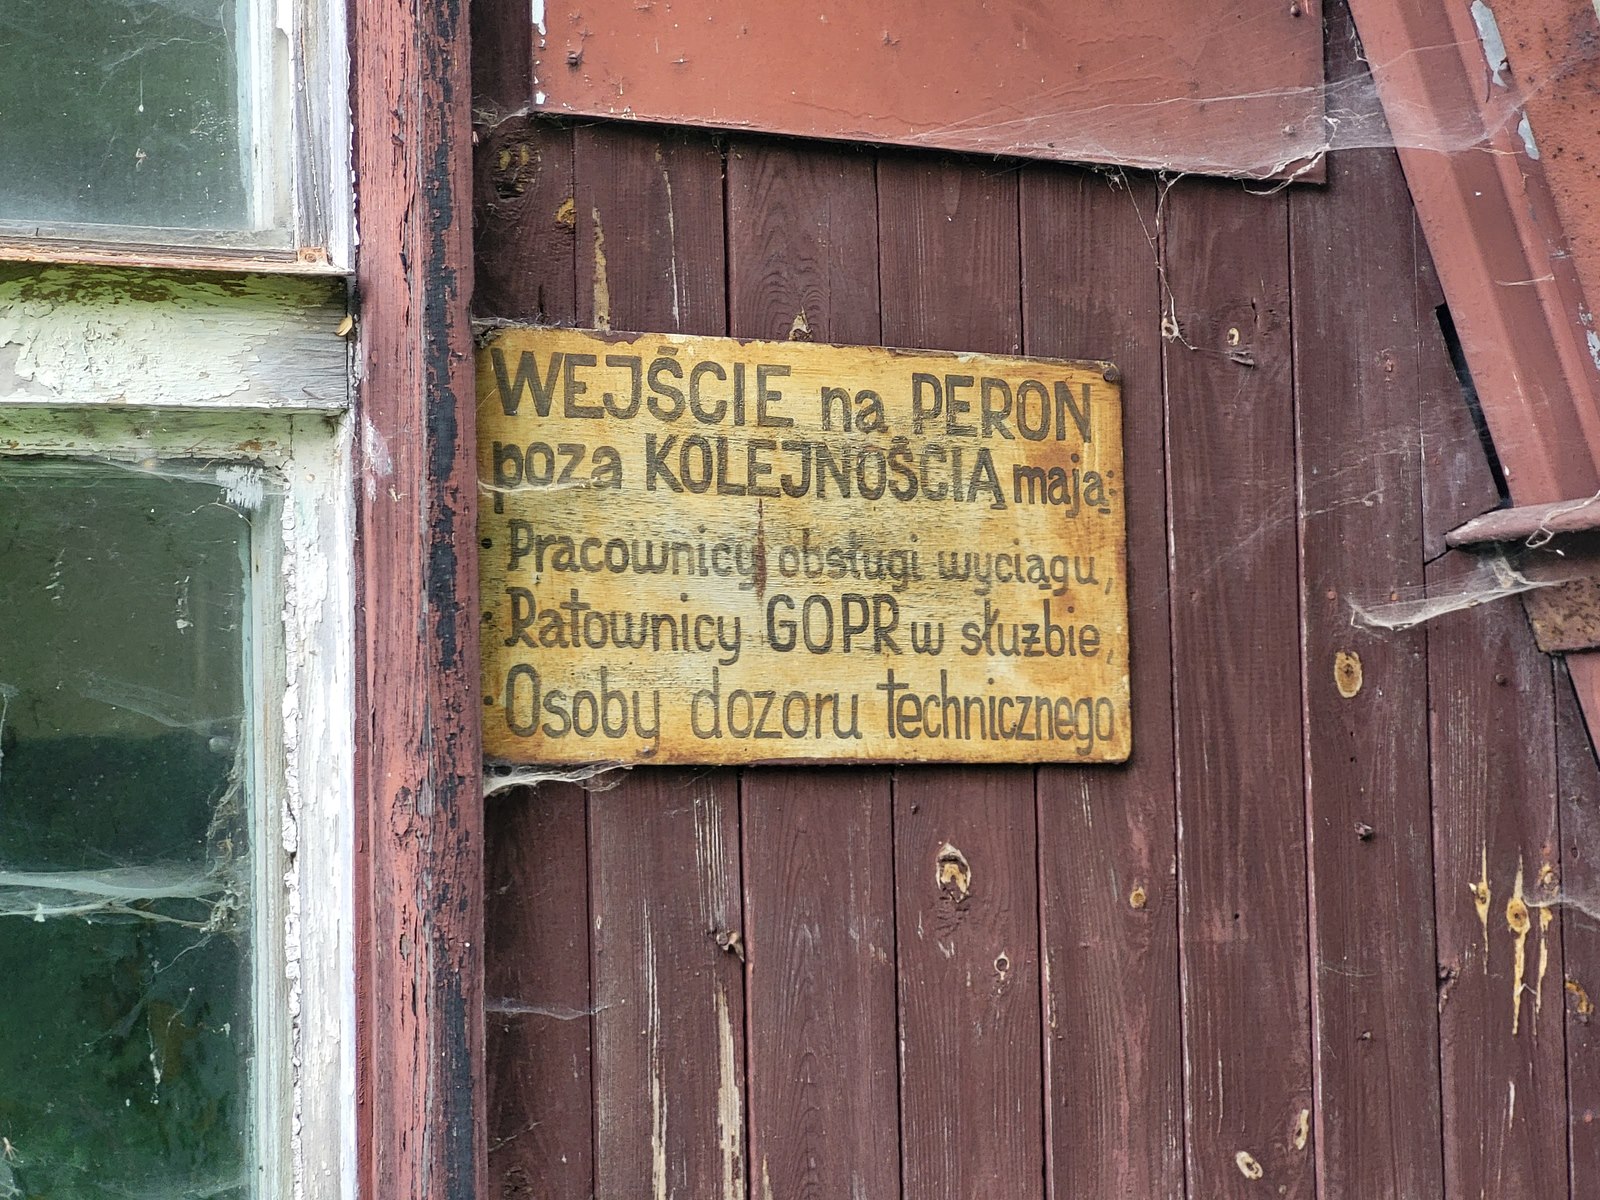 WEJŚCIE na PERON
poza KOLEJNOŚCIĄ mają:
• Pracownicy obsługi wyciągu,
• Ratownicy GOPR w służbie,
• Osoby dozoru technicznego